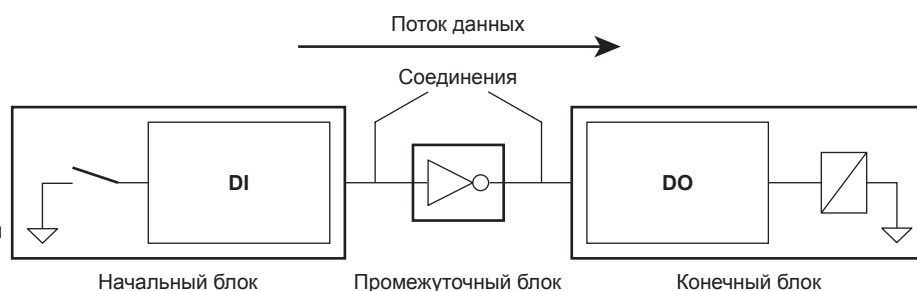 Поток данных
Соединения
DI
DO
Начальный блок
Промежуточный блок
Конечный блок